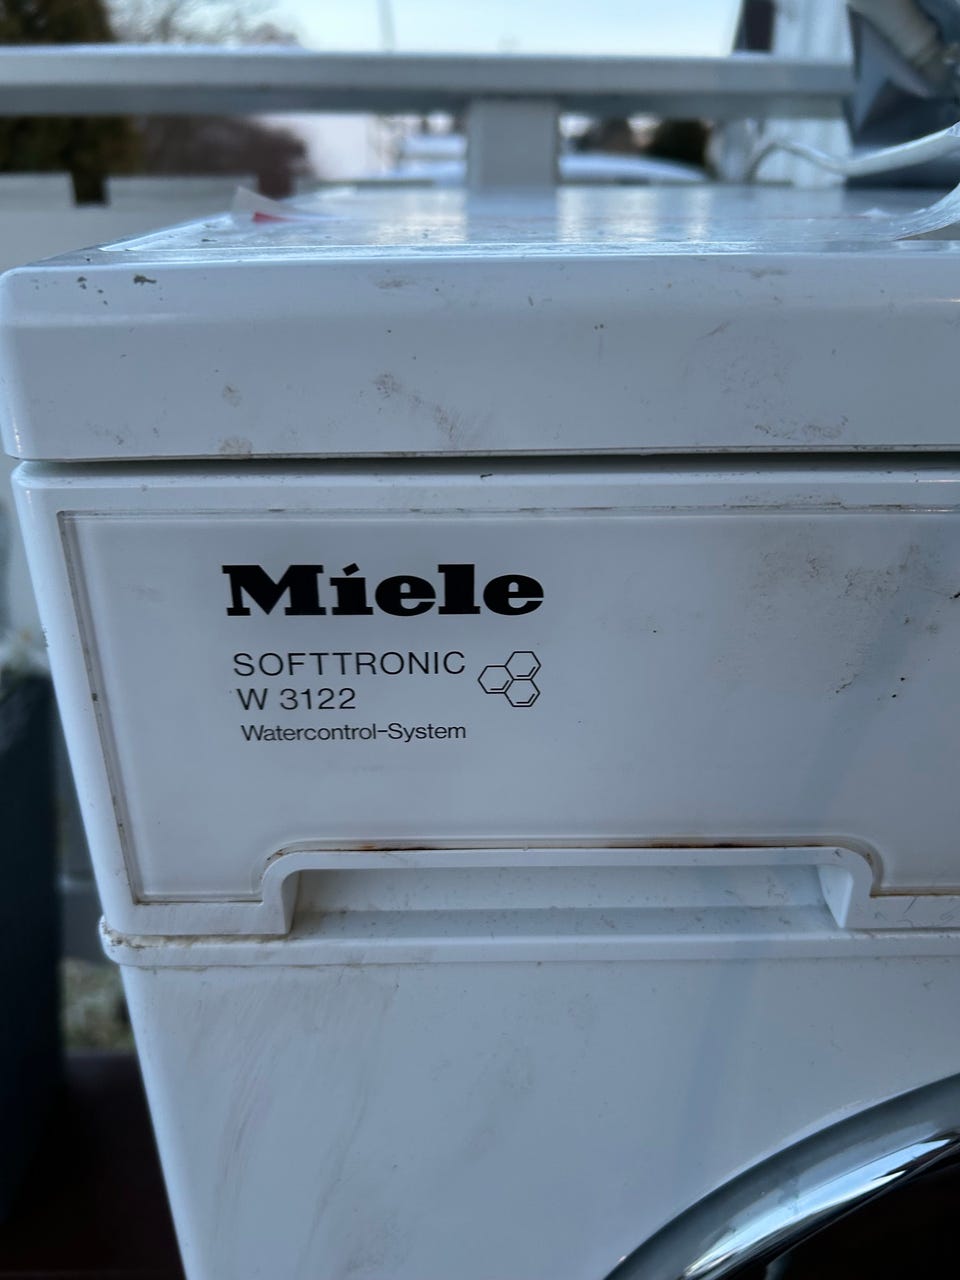 Miele
SOFTTRONIC
W 3122
Watercontrol-System